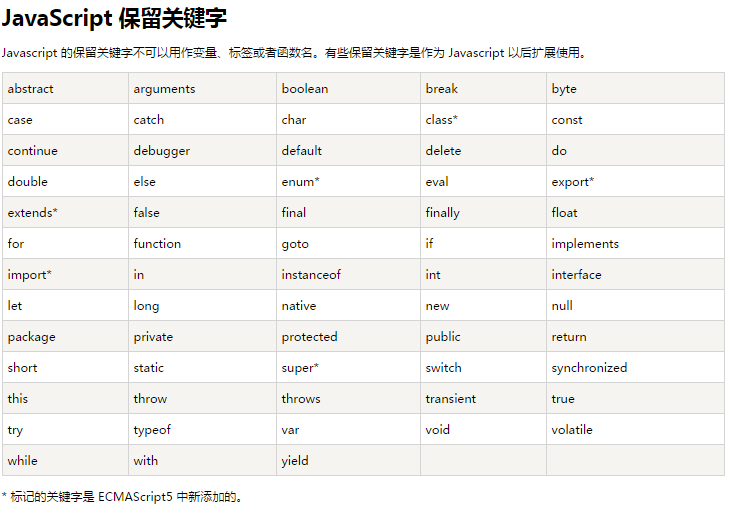 JavaScript 保留关键字
Javascript 的保留关键字不可以用作变量、标签或者函数名。有些保留关键字是作为 Javascript 以后扩展使用。
abstract arguments boolean break byte
case catch char class* const
continue debugger default delete do
double else enum* eval export*
extends* false final finally float
for function goto if implements
import* in instanceof int interface
let long native new null
package private protected public return
short static super* switch synchronized
this throw throws transient true
try typeof var void volatile
while with yield
* 标记的关键字是 ECMAScript5 中新添加的。